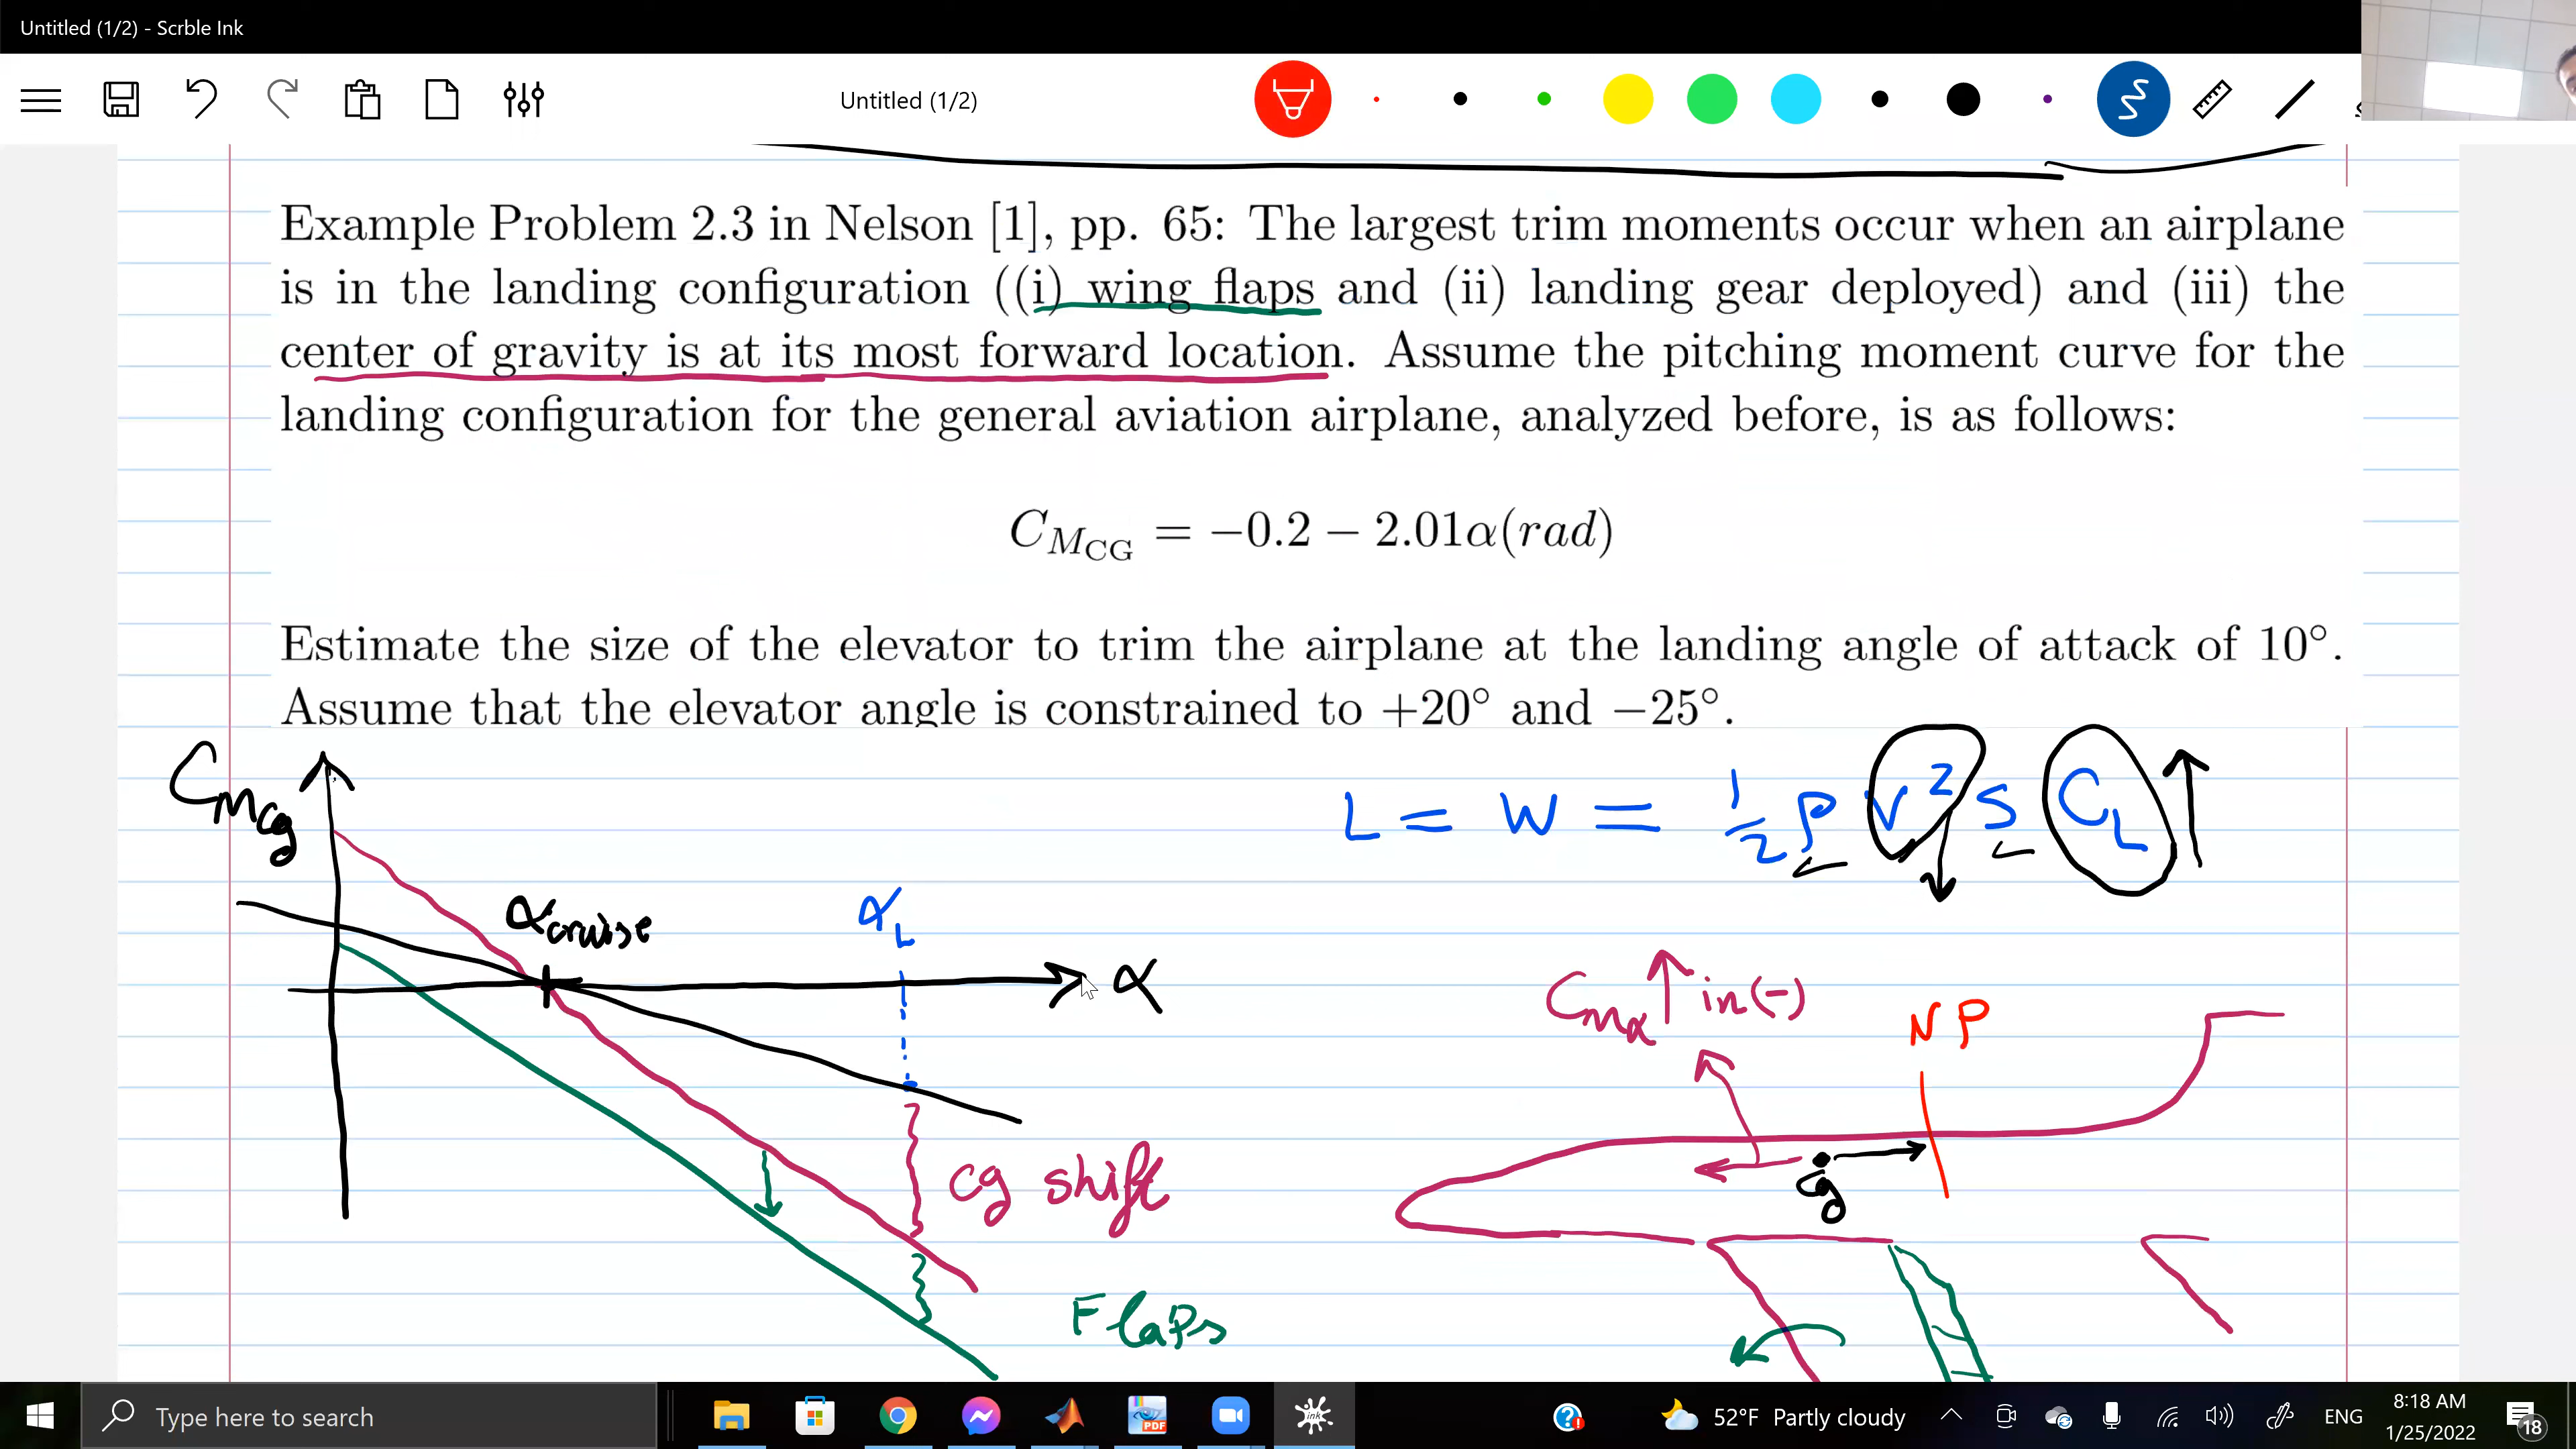 Untitled (1/2) - Scrble Ink
Untitled (1/2)
Example Problem 2.3 in Nelson [1], pp. 65: The largest trim moments occur when an airplane
is in the landing configuration ((i) wing flaps and (ii) landing gear deployed) and (iii) the
center of gravity is at its most forward location. Assume the pitching moment curve for the
landing configuration for the general aviation airplane, analyzed before, is as follows:
C_{M_{CG}} = −0.2 − 2.01α(rad)
Estimate the size of the elevator to trim the airplane at the landing angle of attack of 10°.
Assume that the elevator angle is constrained to +20° and −25°.
C_{m_{cg}}
L = W = 1/2 ρ V² S C_L
α_{cruise}
α_L
α
C_{mα} ↑ in (-)
NP
cg
cg shift
Flaps
Type here to search
52°F Partly cloudy
ENG
8:18 AM
1/25/2022
18